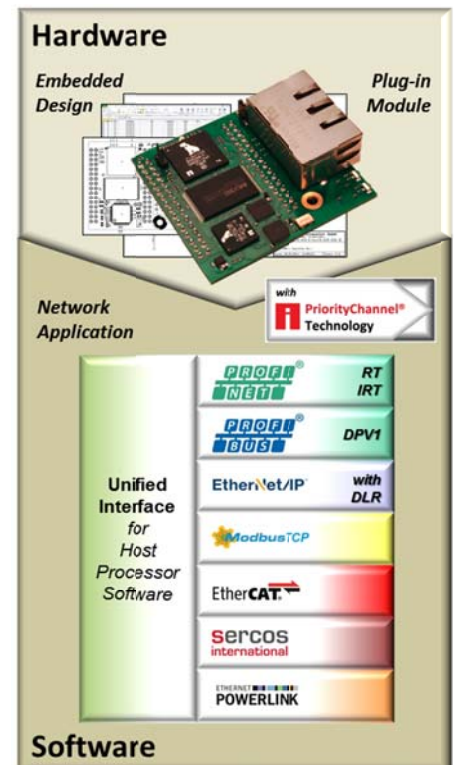 Hardware
Embedded
Design
Plug-in
Module
Network
Application
with
PriorityChannel®
Technology
PROFI®
NET
RT
IRT
PROFI®
BUS
DPV1
EtherNet/IP
with
DLR
ModbusTCP
EtherCAT
sercos
international
ETHERNET
POWERLINK
Unified
Interface
for
Host
Processor
Software
Software